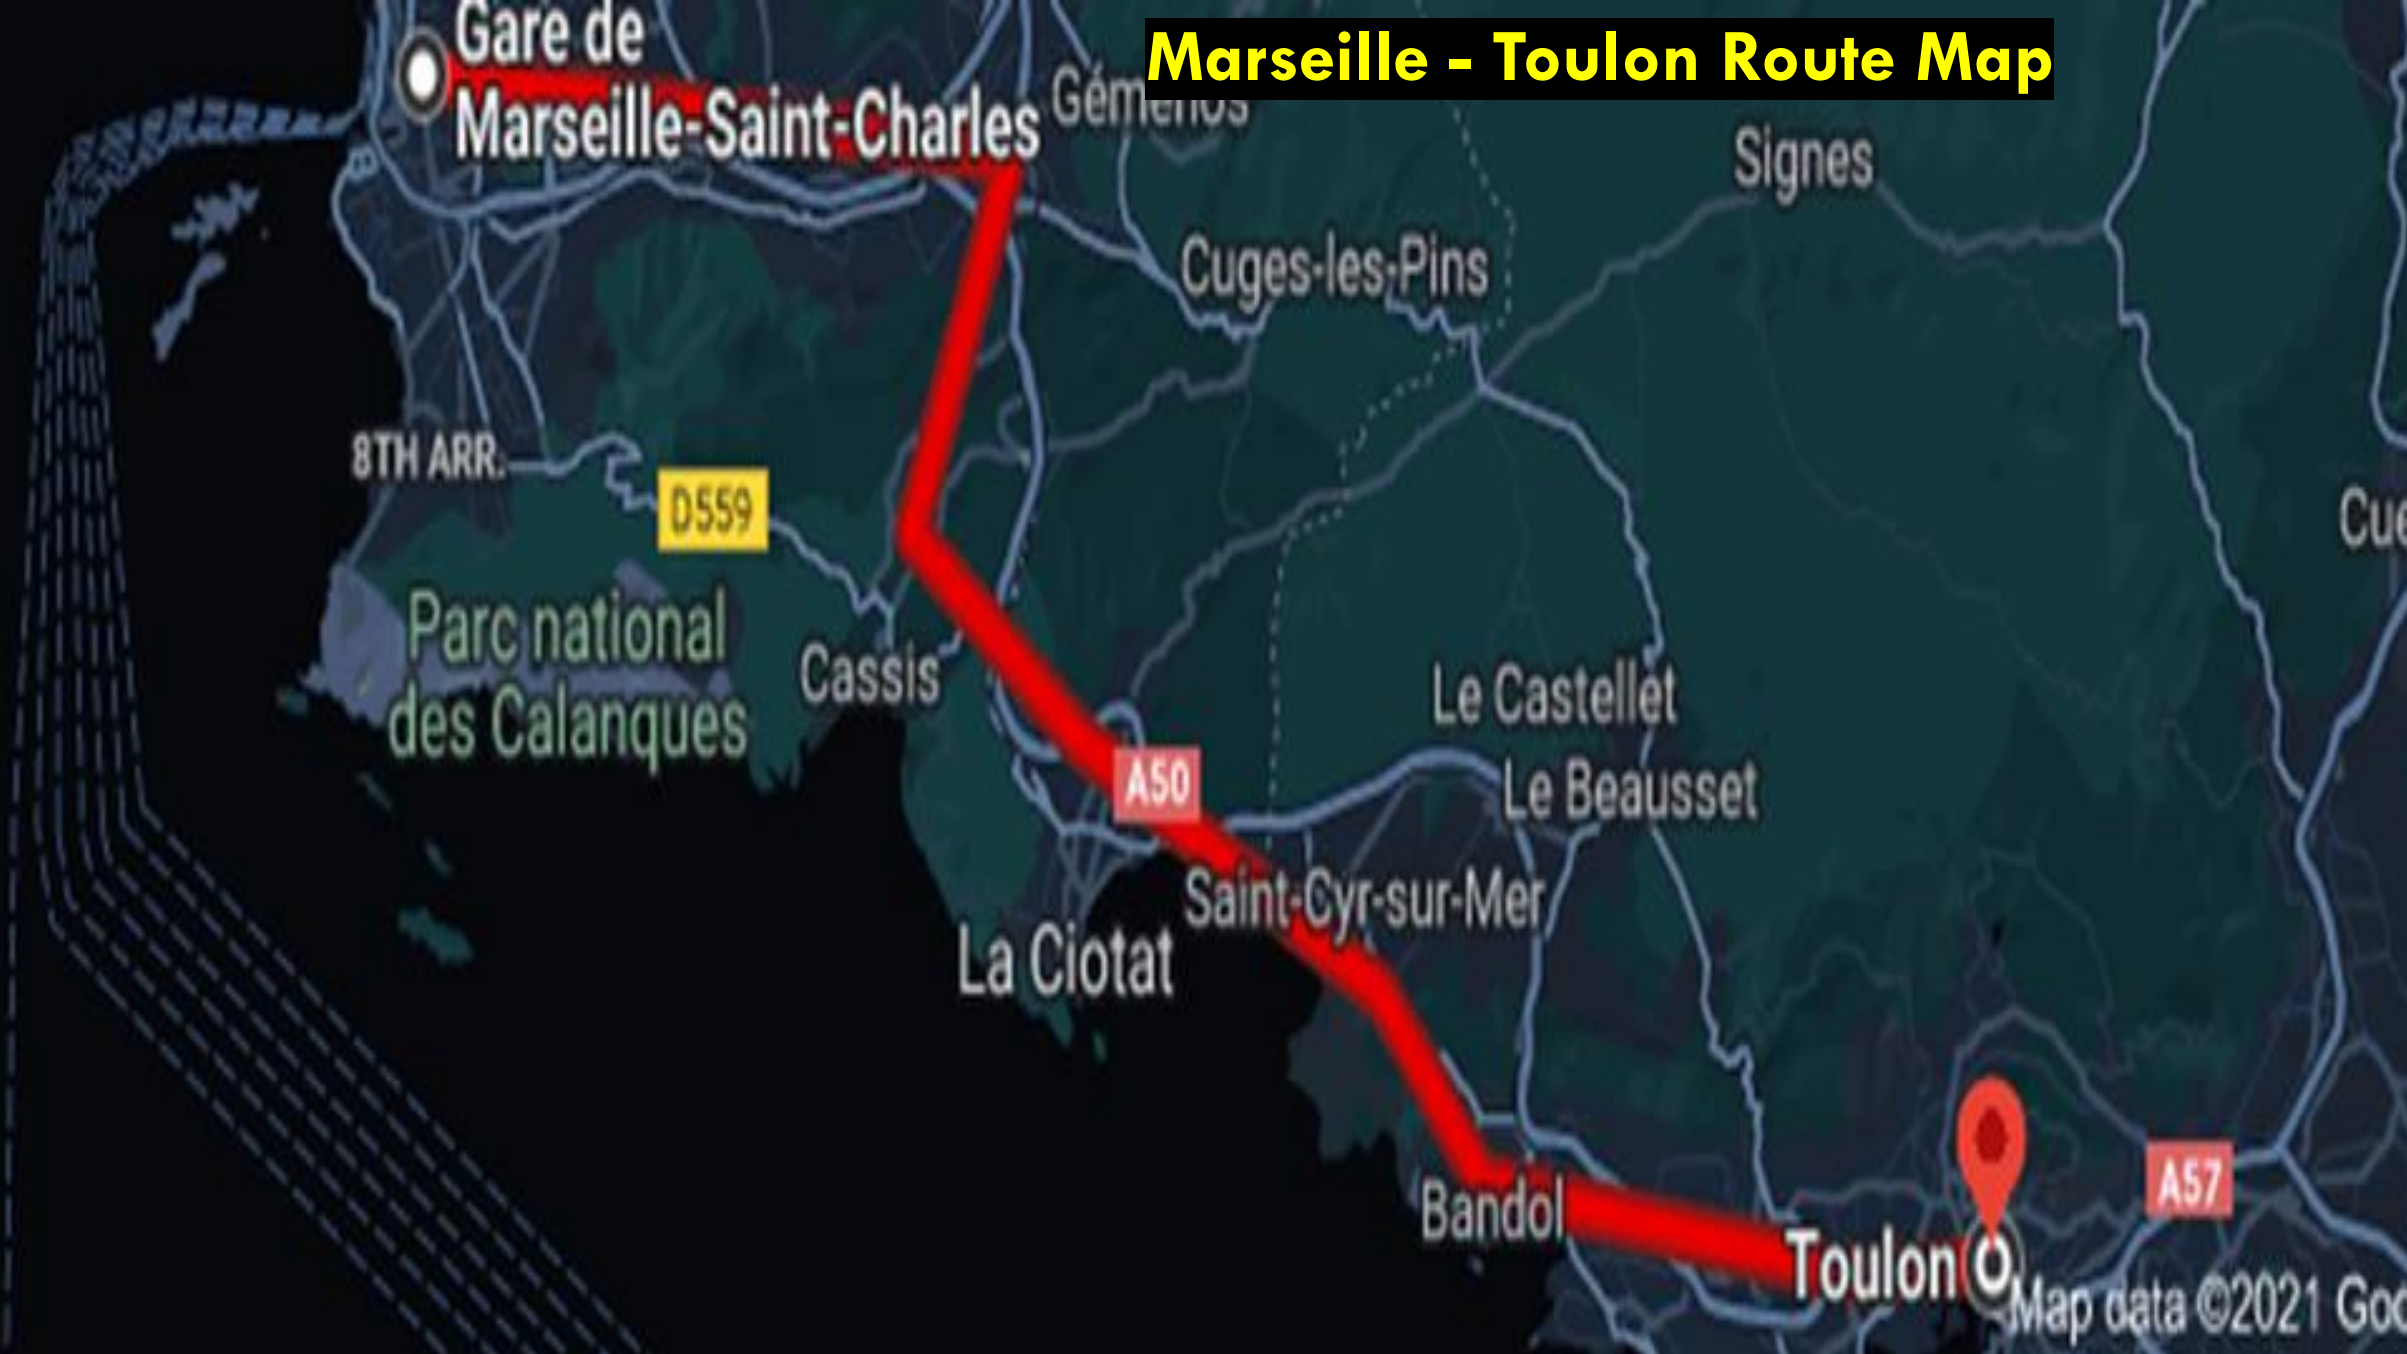 Marseille - Toulon Route Map
Gare de
Marseille-Saint-Charles
Gémenos
Signes
Cuges-les-Pins
8TH ARR.
D559
Parc national
des Calanques
Cassis
Le Castellet
A50
Le Beausset
Saint-Cyr-sur-Mer
La Ciotat
Bandol
A57
Toulon
Map data ©2021 Goo